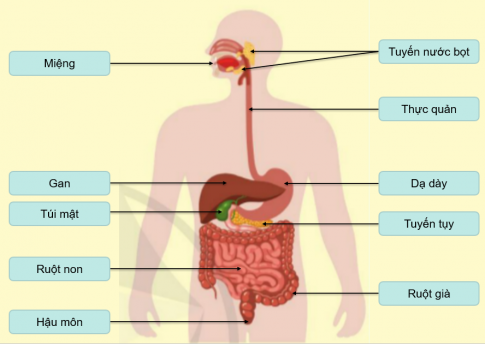 Miệng
Tuyến nước bọt
Thực quản
Gan
Dạ dày
Túi mật
Tuyến tụy
Ruột non
Ruột già
Hậu môn